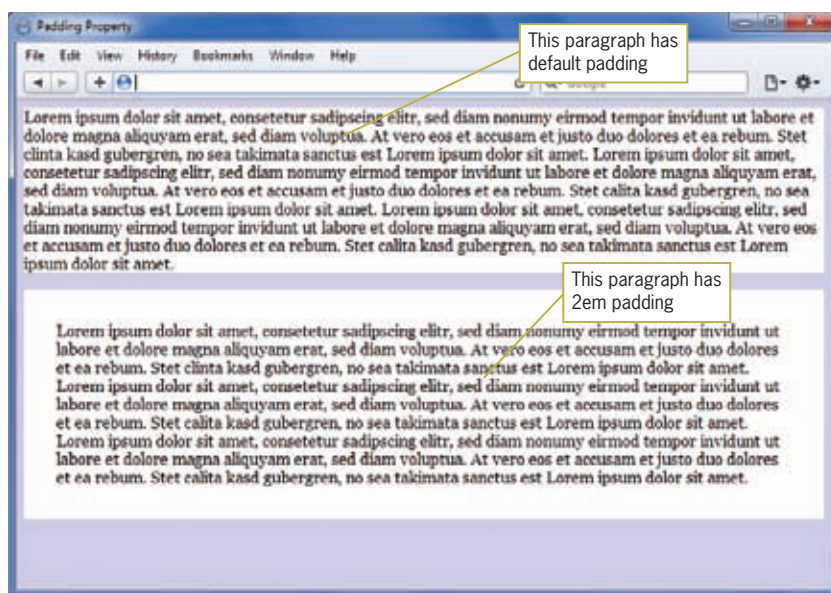 Padding Property
File Edit View History Bookmarks Window Help
This paragraph has
default padding
Google
Lorem ipsum dolor sit amet, consetetur sadipscing elitr, sed diam nonumy eirmod tempor invidunt ut labore et
dolore magna aliquyam erat, sed diam voluptua. At vero eos et accusam et justo duo dolores et ea rebum. Stet
clinta kasd gubergren, no sea takimata sanctus est Lorem ipsum dolor sit amet. Lorem ipsum dolor sit amet,
consetetur sadipscing elitr, sed diam nonumy eirmod tempor invidunt ut labore et dolore magna aliquyam erat,
sed diam voluptua. At vero eos et accusam et justo duo dolores et ea rebum. Stet calita kasd gubergren, no sea
takimata sanctus est Lorem ipsum dolor sit amet. Lorem ipsum dolor sit amet, consetetur sadipscing elitr, sed
diam nonumy eirmod tempor invidunt ut labore et dolore magna aliquyam erat, sed diam voluptua. At vero eos
et accusam et justo duo dolores et ea rebum. Stet calita kasd gubergren, no sea takimata sanctus est Lorem
ipsum dolor sit amet.
This paragraph has
2em padding
Lorem ipsum dolor sit amet, consetetur sadipscing elitr, sed diam nonumy eirmod tempor invidunt ut
labore et dolore magna aliquyam erat, sed diam voluptua. At vero eos et accusam et justo duo dolores
et ea rebum. Stet clinta kasd gubergren, no sea takimata sanctus est Lorem ipsum dolor sit amet.
Lorem ipsum dolor sit amet, consetetur sadipscing elitr, sed diam nonumy eirmod tempor invidunt ut
labore et dolore magna aliquyam erat, sed diam voluptua. At vero eos et accusam et justo duo dolores
et ea rebum. Stet calita kasd gubergren, no sea takimata sanctus est Lorem ipsum dolor sit amet.
Lorem ipsum dolor sit amet, consetetur sadipscing elitr, sed diam nonumy eirmod tempor invidunt ut
labore et dolore magna aliquyam erat, sed diam voluptua. At vero eos et accusam et justo duo dolores
et ea rebum. Stet calita kasd gubergren, no sea takimata sanctus est Lorem ipsum dolor sit amet.